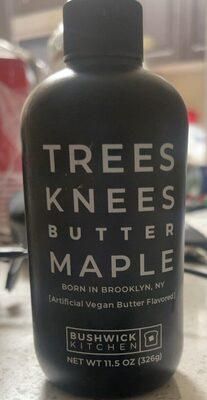 TREES
KNEES
BUTTER
MAPLE
BORN IN BROOKLYN, NY
[Artificial Vegan Butter Flavored]
BUSHWICK
KITCHEN
NET WT 11.5 OZ (326g)